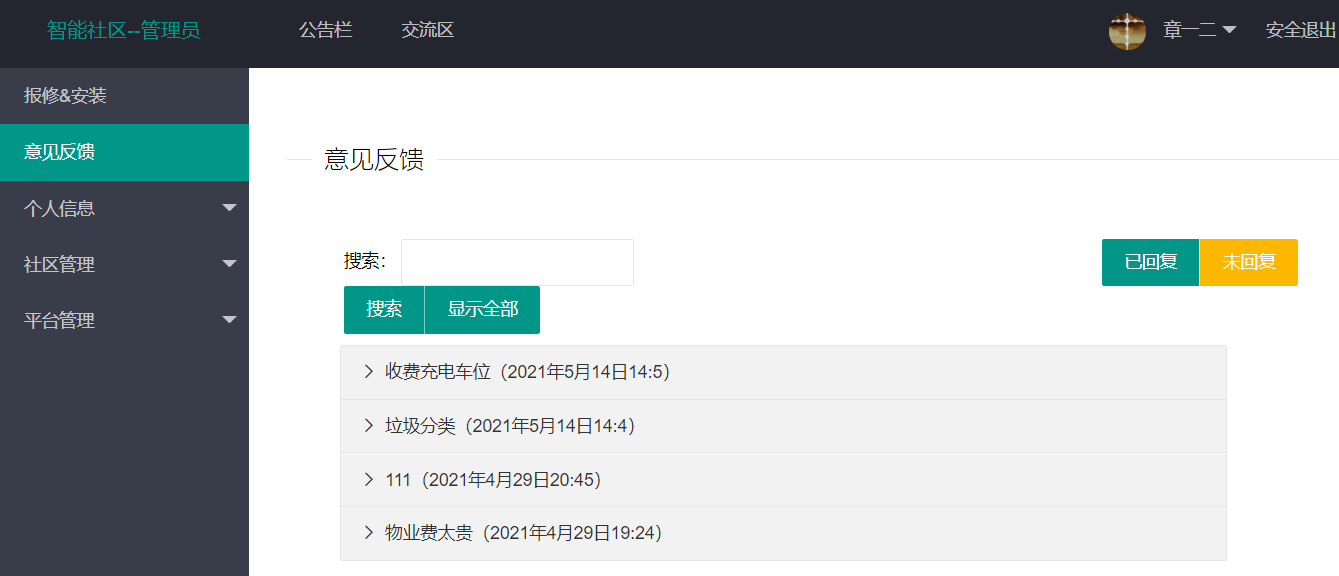 智能社区--管理员 公告栏 交流区 章一二 安全退出
报修&安装
意见反馈
个人信息
社区管理
平台管理
意见反馈
搜索： 已回复 未回复
搜索 显示全部
收费充电车位（2021年5月14日14:5）
垃圾分类（2021年5月14日14:4）
111（2021年4月29日20:45）
物业费太贵（2021年4月29日19:24）